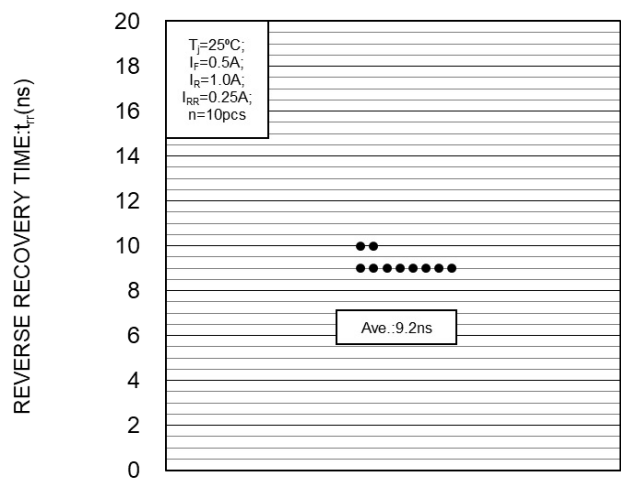 REVERSE RECOVERY TIME:trr(ns)
20
18
16
14
12
10
8
6
4
2
0
Tj=25ºC;
IF=0.5A;
IR=1.0A;
IRR=0.25A;
n=10pcs
Ave.:9.2ns